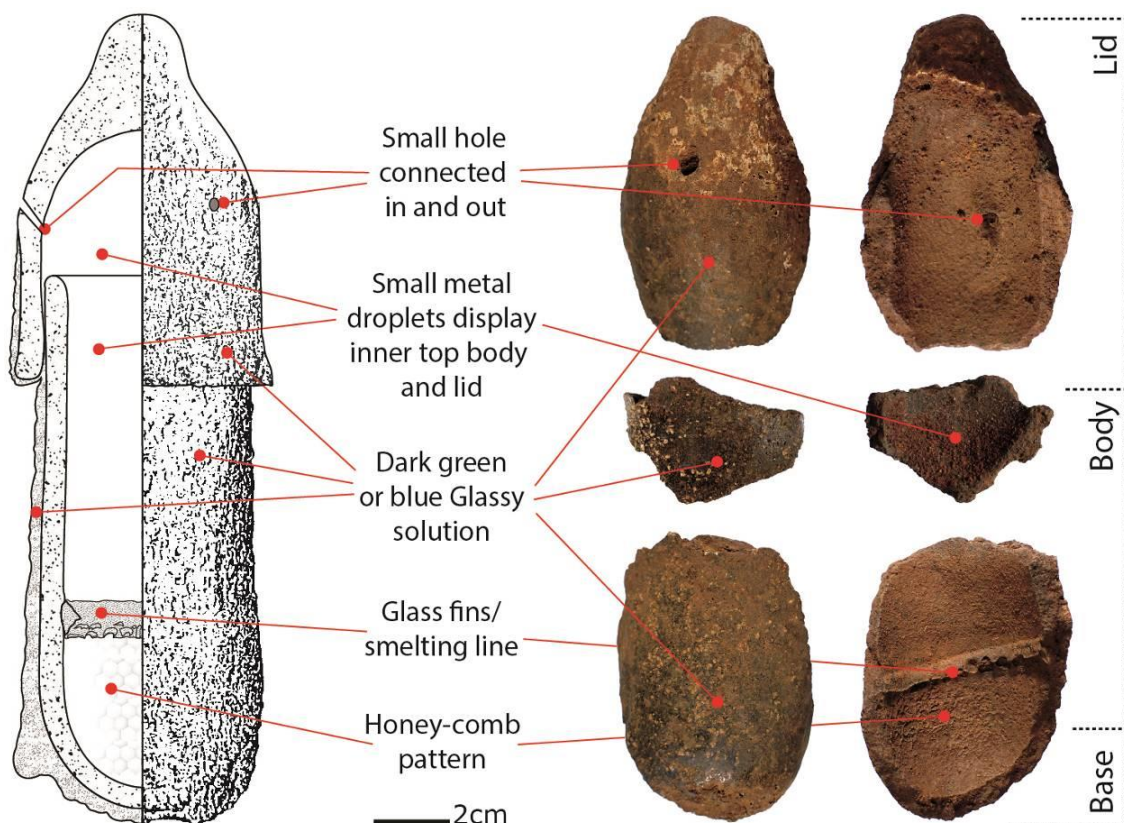 Lid
Small hole
connected
in and out
Small metal
droplets display
inner top body
and lid
Body
Dark green
or blue Glassy
solution
Glass fins/
smelting line
Honey-comb
pattern
Base
2cm